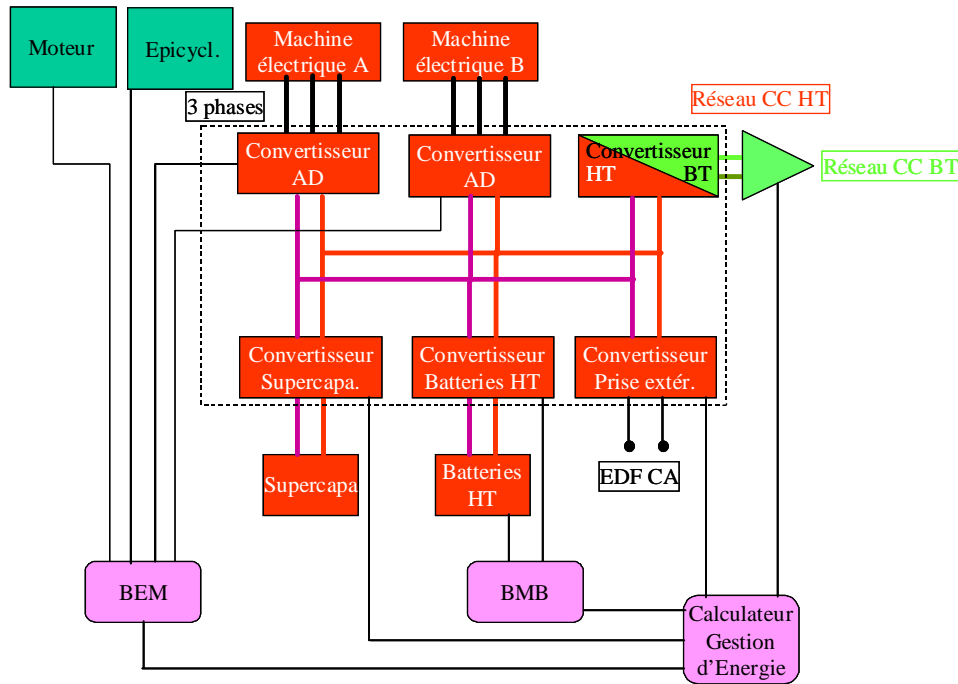 Moteur
Epicycl.
Machine
électrique A
Machine
électrique B
3 phases
Réseau CC HT
Convertisseur
AD
Convertisseur
AD
Convertisseur
HT
BT
Réseau CC BT
Convertisseur
Supercapa.
Convertisseur
Batteries HT
Convertisseur
Prise extér.
Supercapa
Batteries
HT
EDF CA
BEM
BMB
Calculateur
Gestion
d'Energie